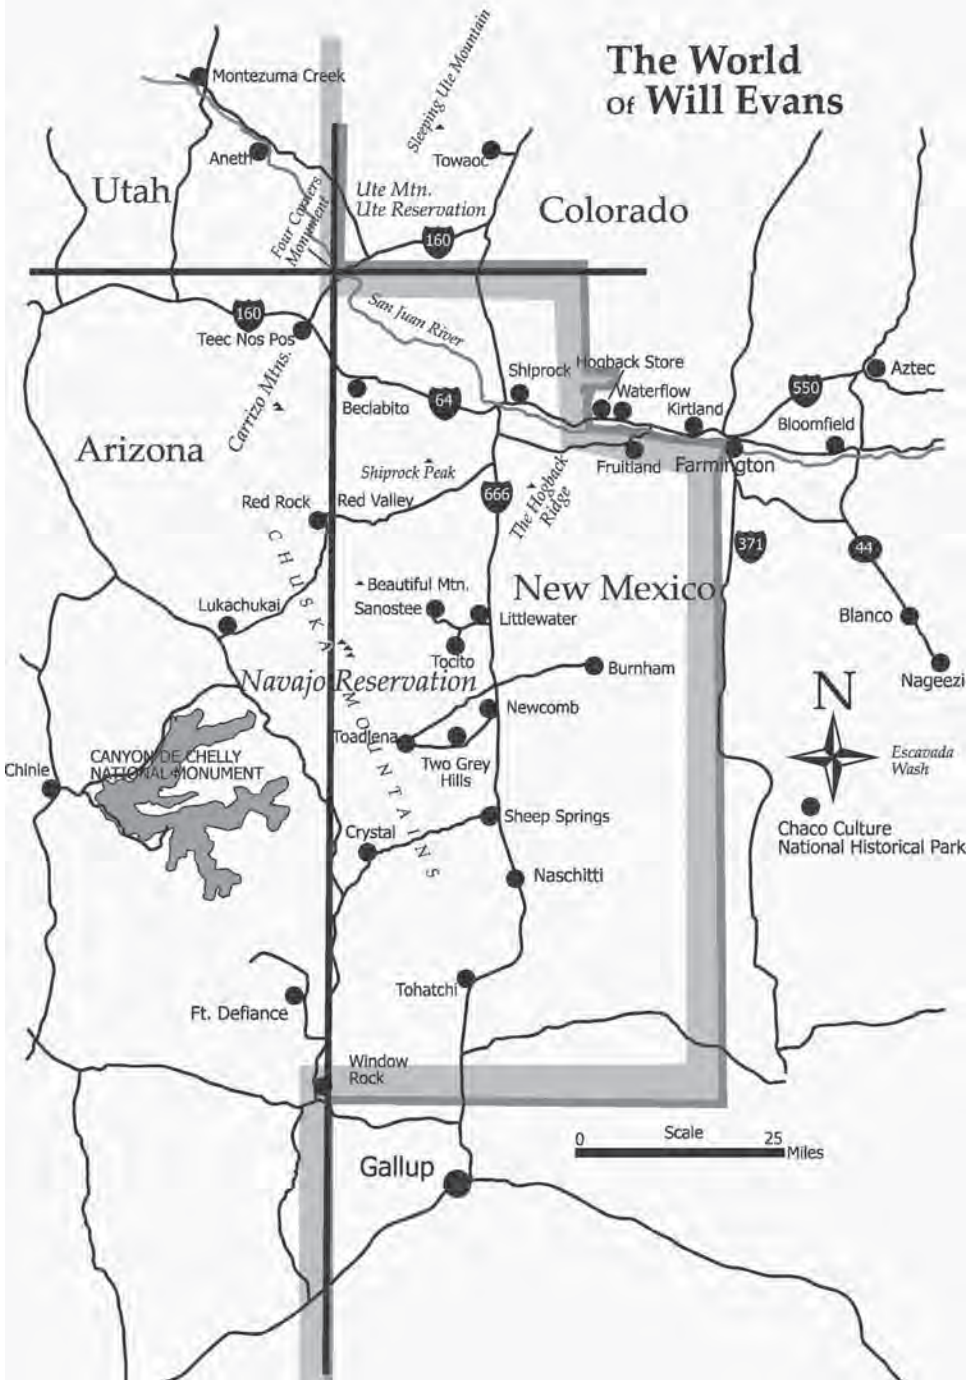 The World
Of Will Evans
Montezuma Creek
Sleeping Ute Mountain
Aneth
Towaoc
Utah
Four Corners
Monument
Ute Mtn.
Ute Reservation
Colorado
160
160
San Juan River
Teec Nos Pos
Carrizo Mtns.
Shiprock
Hogback Store
Waterflow
Aztec
Beclabito
64
Kirtland
550
Bloomfield
Arizona
Shiprock Peak
The Hogback
Ridge
Fruitland
Farmington
Red Rock
Red Valley
666
371
44
CHUSKA MOUNTAINS
Beautiful Mtn.
New Mexico
Lukachukai
Sanostee
Littlewater
Blanco
Tocito
Burnham
Nageezi
Navajo Reservation
N
Newcomb
Toadlena
Two Grey
Hills
Escavada
Wash
CANYON DE CHELLY
NATIONAL MONUMENT
Chinle
Sheep Springs
Crystal
Chaco Culture
National Historical Park
Naschitti
Tohatchi
Ft. Defiance
Window
Rock
0 Scale 25
Miles
Gallup